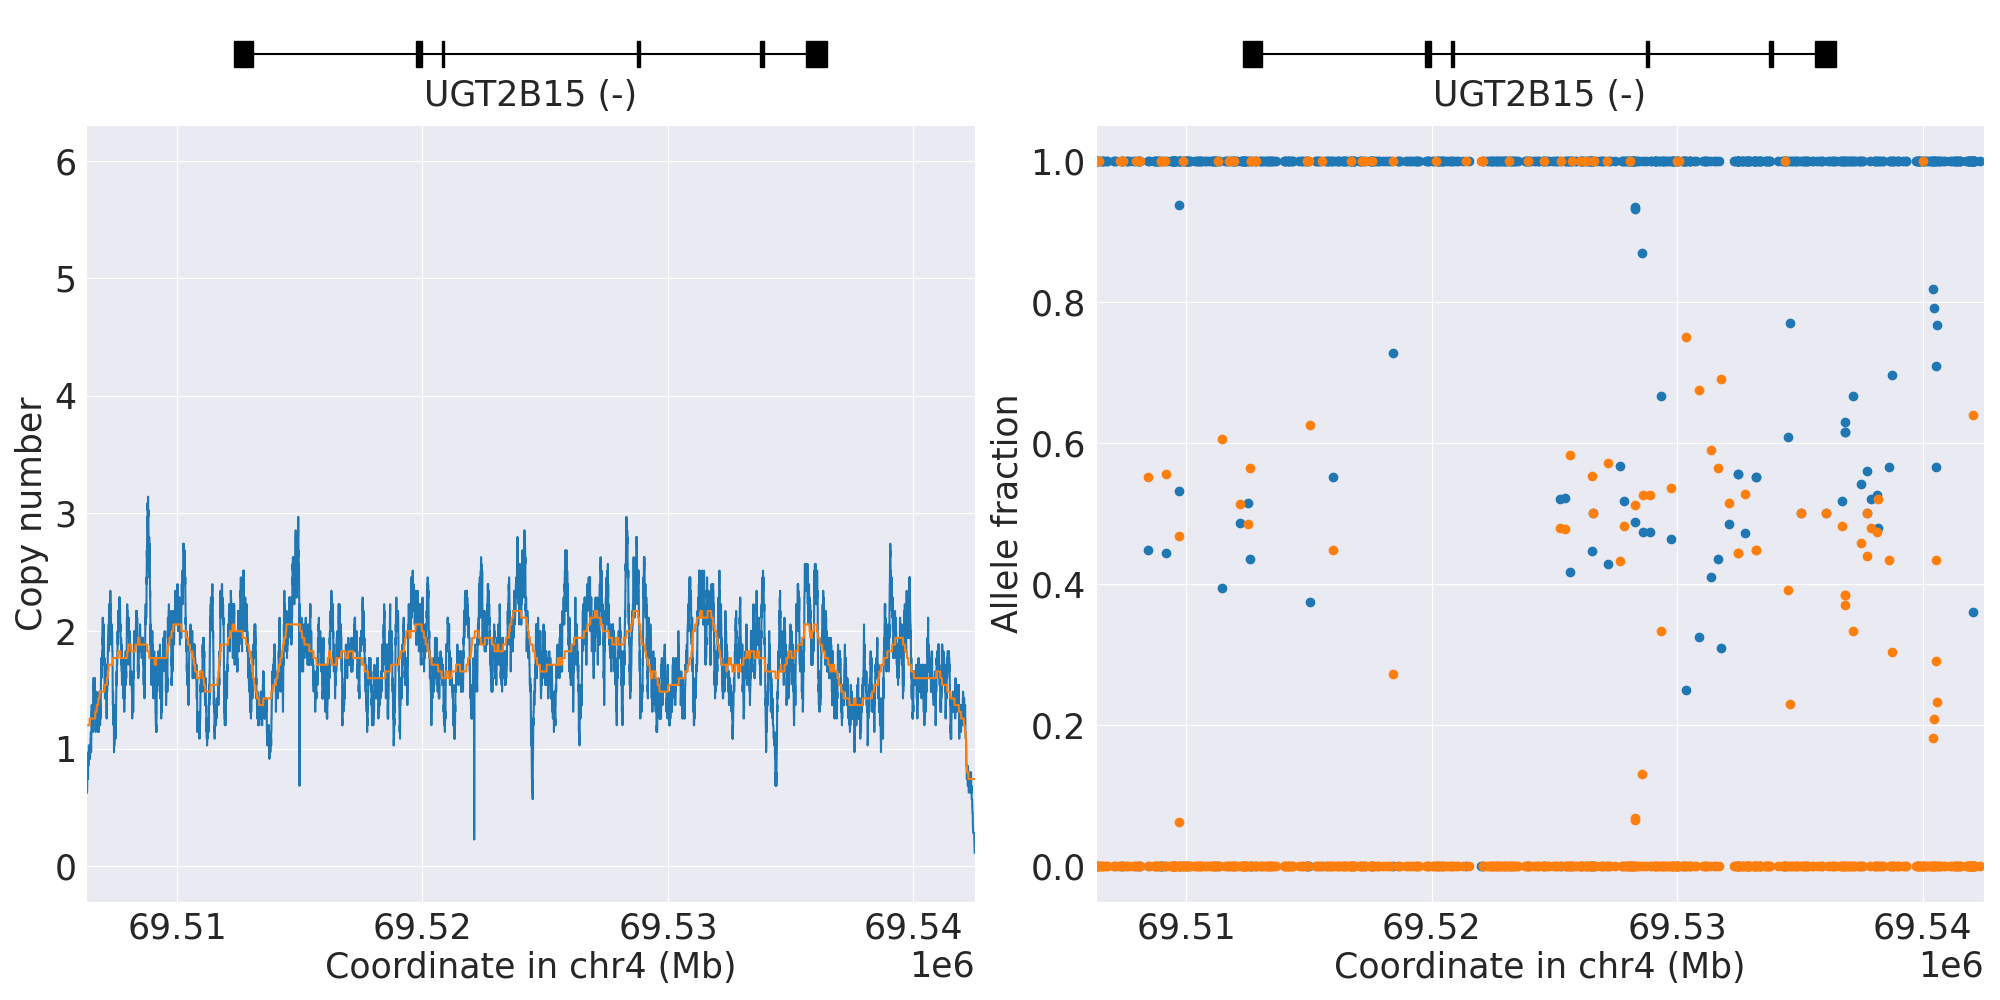 UGT2B15 (-)
6
5
4
3
2
1
0
Copy number
69.51 69.52 69.53 69.54
Coordinate in chr4 (Mb)
1e6
UGT2B15 (-)
1.0
0.8
0.6
0.4
0.2
0.0
Allele fraction
69.51 69.52 69.53 69.54
Coordinate in chr4 (Mb)
1e6